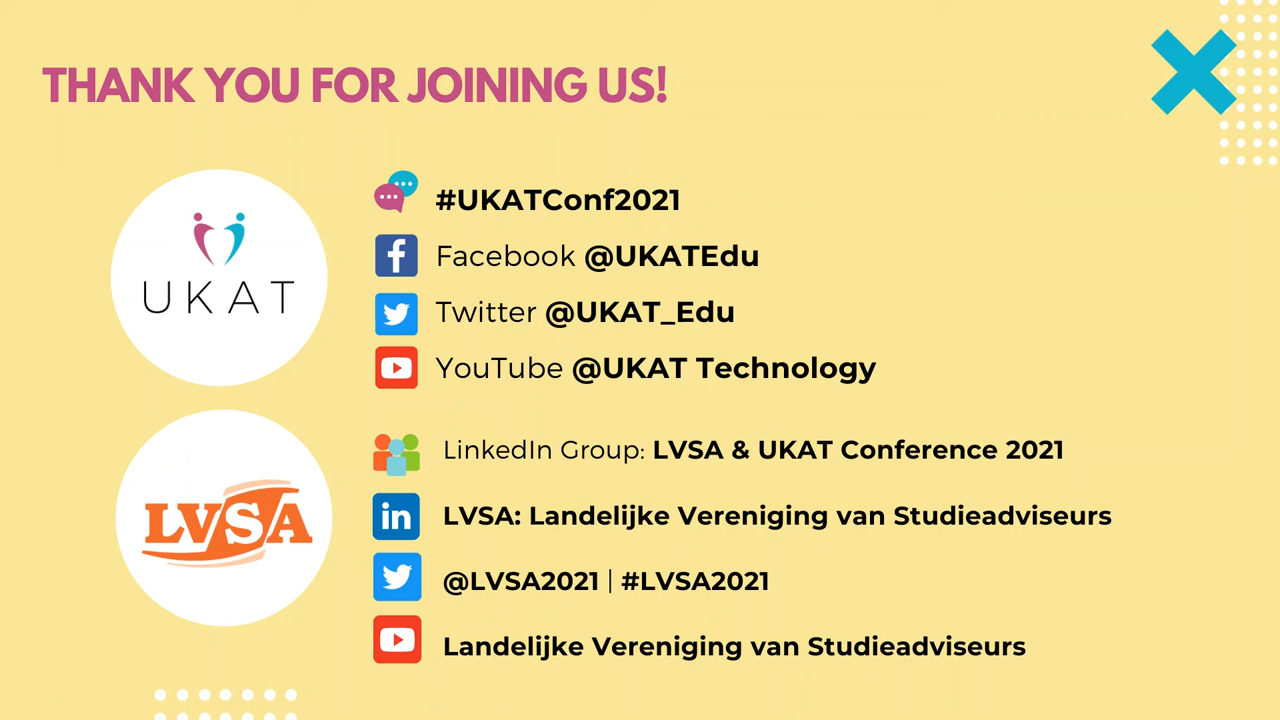 THANK YOU FOR JOINING US!
UKAT
#UKATConf2021
Facebook @UKATEdu
Twitter @UKAT_Edu
YouTube @UKAT Technology
LVSA
LinkedIn Group: LVSA & UKAT Conference 2021
in
LVSA: Landelijke Vereniging van Studieadviseurs
@LVSA2021 | #LVSA2021
Landelijke Vereniging van Studieadviseurs